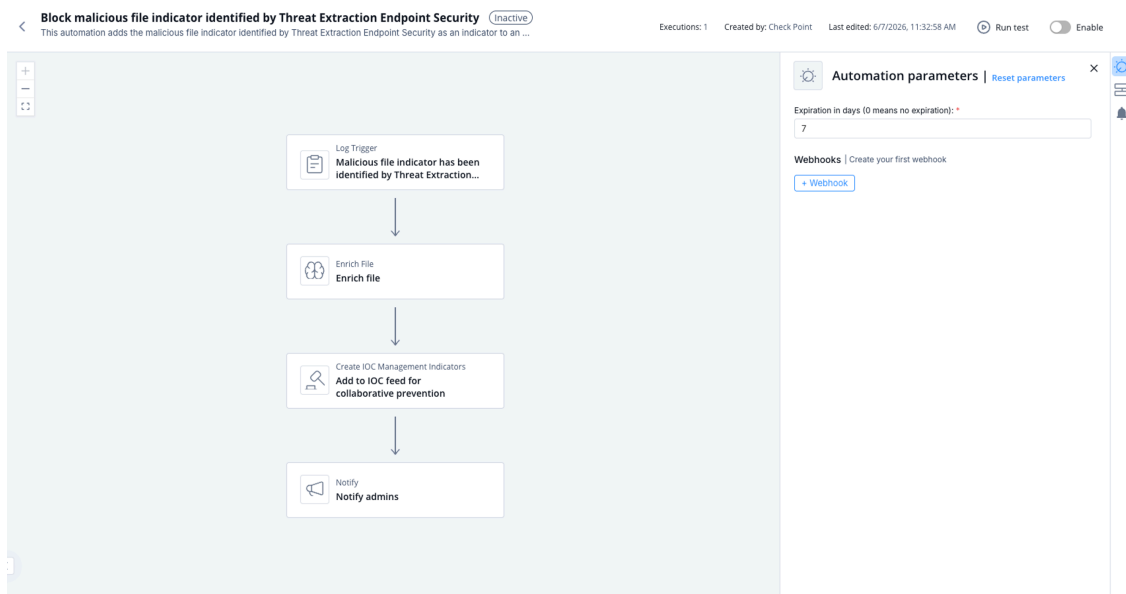 Block malicious file indicator identified by Threat Extraction Endpoint Security
Inactive
This automation adds the malicious file indicator identified by Threat Extraction Endpoint Security as an indicator to an ...
Executions: 1
Created by: Check Point
Last edited: 6/7/2026, 11:32:58 AM
Run test
Enable
Log Trigger
Malicious file indicator has been
identified by Threat Extraction...
Enrich File
Enrich file
Create IOC Management Indicators
Add to IOC feed for
collaborative prevention
Notify
Notify admins
Automation parameters | Reset parameters
Expiration in days (0 means no expiration): *
7
Webhooks | Create your first webhook
+ Webhook